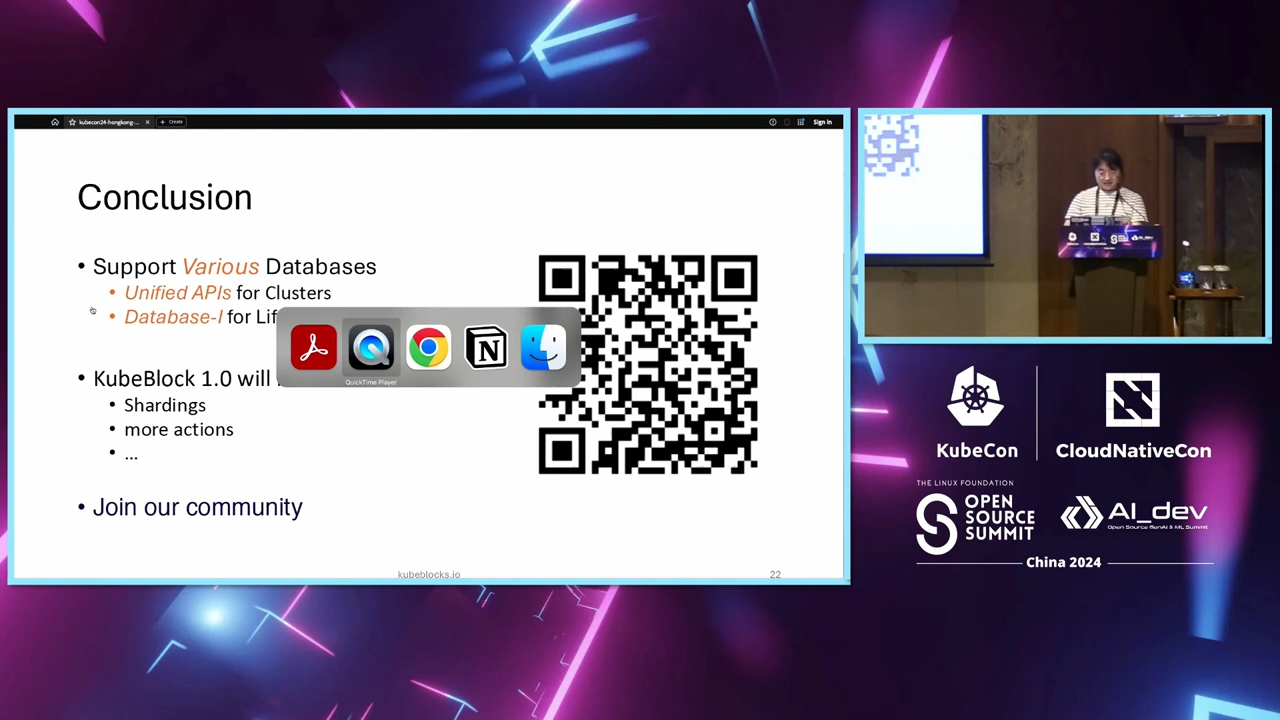 kubecon24-hongkong-...
Create
Sign in
Conclusion
• Support Various Databases
• Unified APIs for Clusters
• Database-I for Lif
• KubeBlock 1.0 will
• Shardings
• more actions
• ...
• Join our community
QuickTime Player
kubeblocks.io
22
KubeCon
CloudNativeCon
THE LINUX FOUNDATION
OPEN
SOURCE
SUMMIT
AI_dev
Open Source GenAI & ML Summit
China 2024